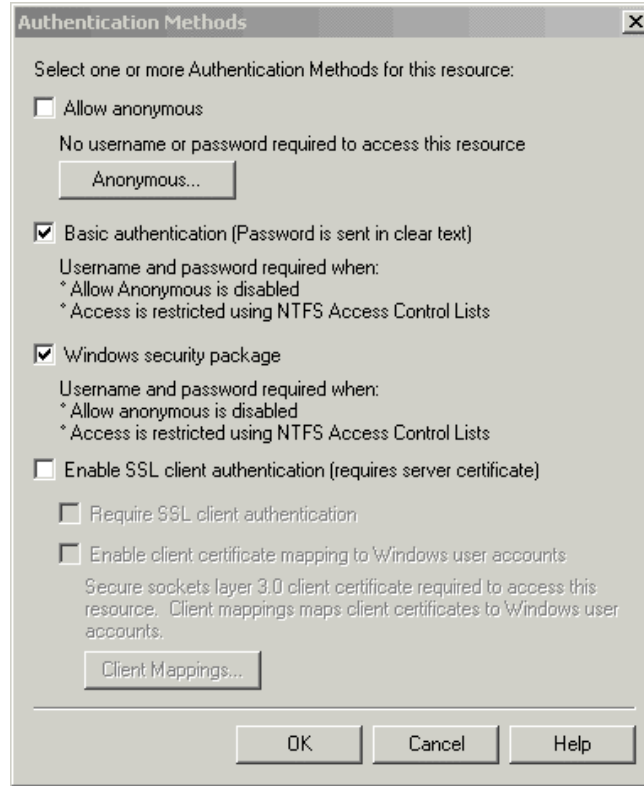 Authentication Methods
Select one or more Authentication Methods for this resource:
Allow anonymous
No username or password required to access this resource
Anonymous...
Basic authentication (Password is sent in clear text)
Username and password required when:
* Allow Anonymous is disabled
* Access is restricted using NTFS Access Control Lists
Windows security package
Username and password required when:
* Allow anonymous is disabled
* Access is restricted using NTFS Access Control Lists
Enable SSL client authentication (requires server certificate)
Require SSL client authentication
Enable client certificate mapping to Windows user accounts
Secure sockets layer 3.0 client certificate required to access this
resource. Client mappings maps client certificates to Windows user
accounts.
Client Mappings...
OK Cancel Help